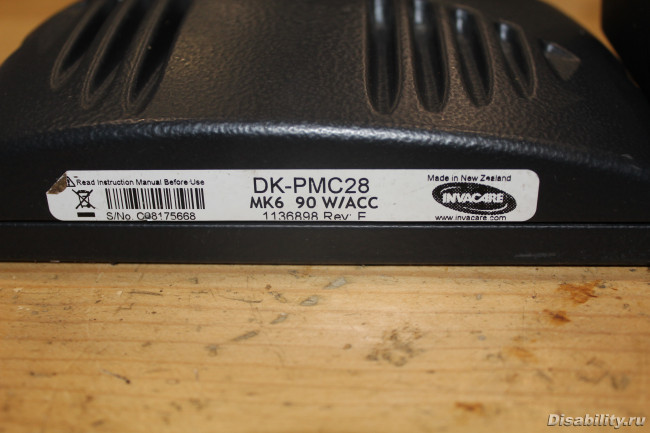 Read Instruction Manual Before Use
S/No. C08175668
DK-PMC28
MK6 90 W/ACC
1136898 Rev: F
Made in New Zealand
INVACARE
www.invacare.com
Disability.ru